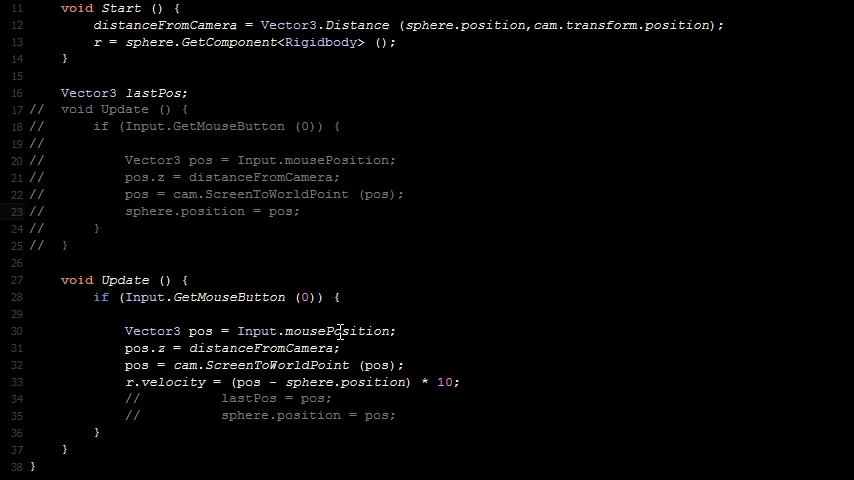 11 void Start () {
12 distanceFromCamera = Vector3.Distance (sphere.position,cam.transform.position);
13 r = sphere.GetComponent<Rigidbody> ();
14 }
15
16 Vector3 lastPos;
17 // void Update () {
18 // if (Input.GetMouseButton (0)) {
19 //
20 // Vector3 pos = Input.mousePosition;
21 // pos.z = distanceFromCamera;
22 // pos = cam.ScreenToWorldPoint (pos);
23 // sphere.position = pos;
24 // }
25 // }
26
27 void Update () {
28 if (Input.GetMouseButton (0)) {
29
30 Vector3 pos = Input.mousePosition;
31 pos.z = distanceFromCamera;
32 pos = cam.ScreenToWorldPoint (pos);
33 r.velocity = (pos - sphere.position) * 10;
34 // lastPos = pos;
35 // sphere.position = pos;
36 }
37 }
38 }